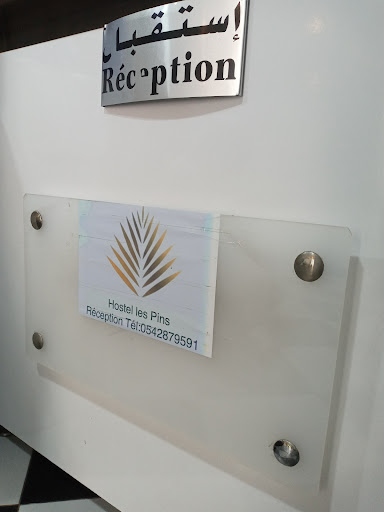 إستقبال
Réception
Hostel les Pins
Réception Tél:0542879591